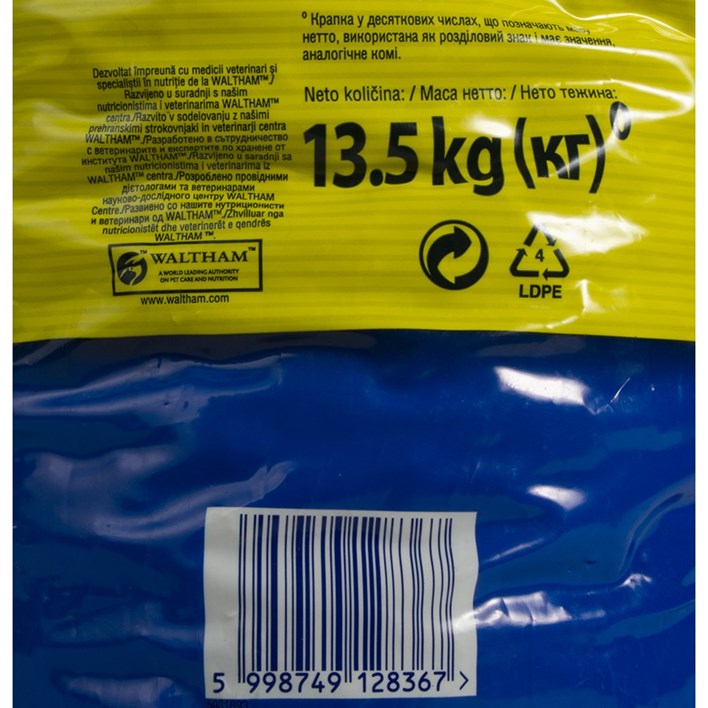 ° Крапка у десяткових числах, що позначають масу
нетто, використана як розділовий знак і має значення,
аналогічне комі.
Neto količina: / Маса нетто: / Нето тежина:
13.5 kg (кг)°
Dezvoltat împreună cu medicii veterinari și
specialiștii în nutriție de la WALTHAM™./
Razvijeno u suradnji s našim
nutricionistima i veterinarima WALTHAM™
centra./Razvito v sodelovanju z našimi
prehranskimi strokovnjaki in veterinarji centra
WALTHAM™./Разработено в сътрудничество
с ветеринарите и експертите по хранене от
института WALTHAM™./Razvijeno u saradnji sa
našim nutricionistima i veterinarima iz
WALTHAM™ centra./Розроблено провідними
дієтологами та ветеринарами
науково-дослідного центру WALTHAM
Centre./Развиено со нашите нутриционисти
и ветеринари од WALTHAM™./Zhvilluar nga
nutricionistët dhe veterinerët e qendrës
WALTHAM™.
WALTHAM™
A WORLD LEADING AUTHORITY
ON PET CARE AND NUTRITION
www.waltham.com
4
LDPE
5 998749 128367 >